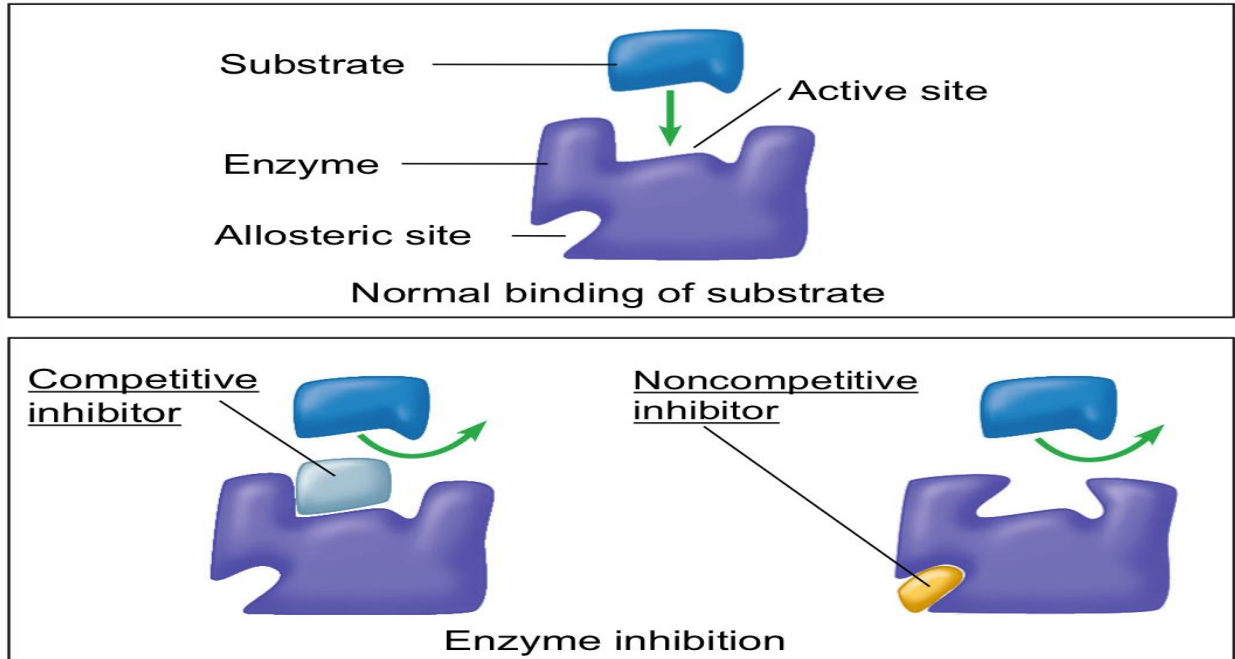 Substrate
Active site
Enzyme
Allosteric site
Normal binding of substrate
Competitive
inhibitor
Noncompetitive
inhibitor
Enzyme inhibition